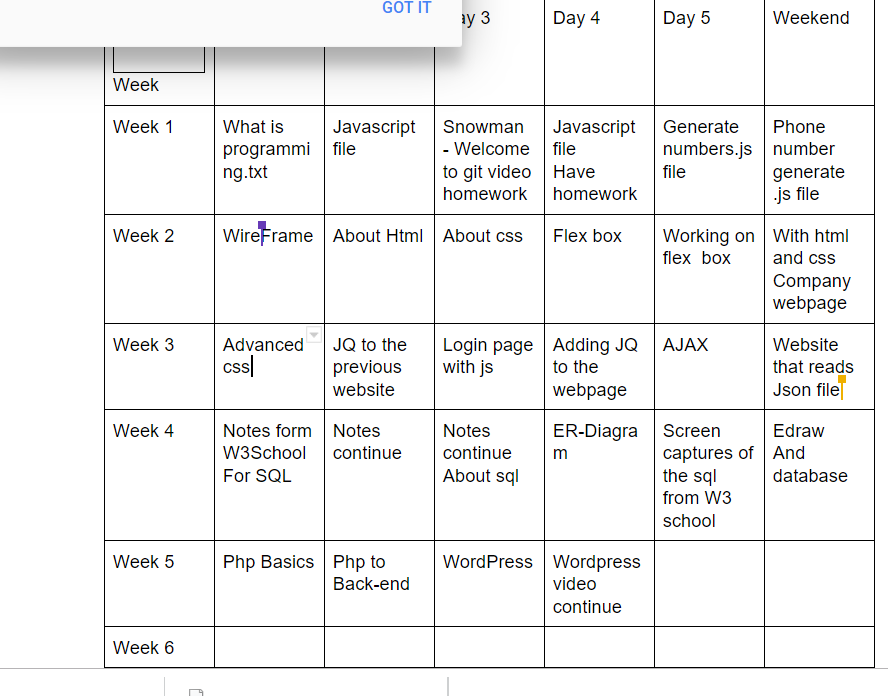 GOT IT
ay 3
Day 4
Day 5
Weekend
Week
Week 1
What is
programmi
ng.txt
Javascript
file
Snowman
- Welcome
to git video
homework
Javascript
file
Have
homework
Generate
numbers.js
file
Phone
number
generate
.js file
Week 2
WireFrame
About Html
About css
Flex box
Working on
flex  box
With html
and css
Company
webpage
Week 3
Advanced
css
JQ to the
previous
website
Login page
with js
Adding JQ
to the
webpage
AJAX
Website
that reads
Json file
Week 4
Notes form
W3School
For SQL
Notes
continue
Notes
continue
About sql
ER-Diagra
m
Screen
captures of
the sql
from W3
school
Edraw
And
database
Week 5
Php Basics
Php to
Back-end
WordPress
Wordpress
video
continue
Week 6